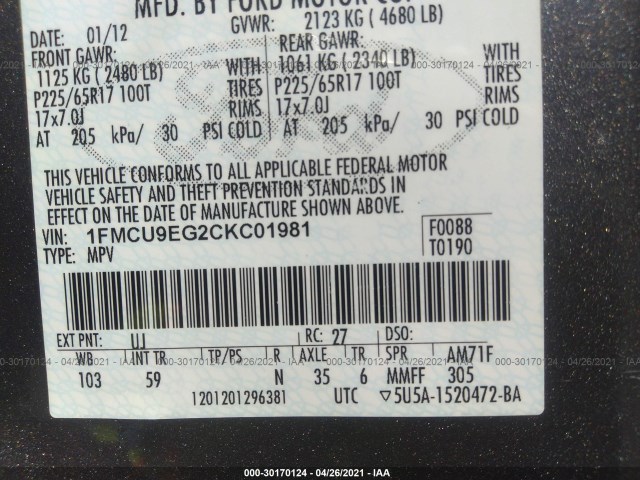 MFD. BY FORD MOTOR CO.
DATE: 01/12 GVWR: 2123 KG ( 4680 LB)
FRONT GAWR: REAR GAWR:
1125 KG ( 2480 LB) WITH 1061 KG ( 2340 LB) WITH
P225/65R17 100T TIRES P225/65R17 100T TIRES
17x7.0J RIMS 17x7.0J RIMS
AT 205 kPa/ 30 PSI COLD AT 205 kPa/ 30 PSI COLD
THIS VEHICLE CONFORMS TO ALL APPLICABLE FEDERAL MOTOR
VEHICLE SAFETY AND THEFT PREVENTION STANDARDS IN
EFFECT ON THE DATE OF MANUFACTURE SHOWN ABOVE.
VIN: 1FMCU9EG2CKC01981 F0088
TYPE: MPV T0190
EXT PNT: UJ RC: 27 DSO:
WB INT TR TP/PS R AXLE TR SPR AM71F
103 59 N 35 6 MMFF 305
1201201296381 UTC ▽5U5A-1520472-BA
000-30170124 - 04/26/2021 - IAA